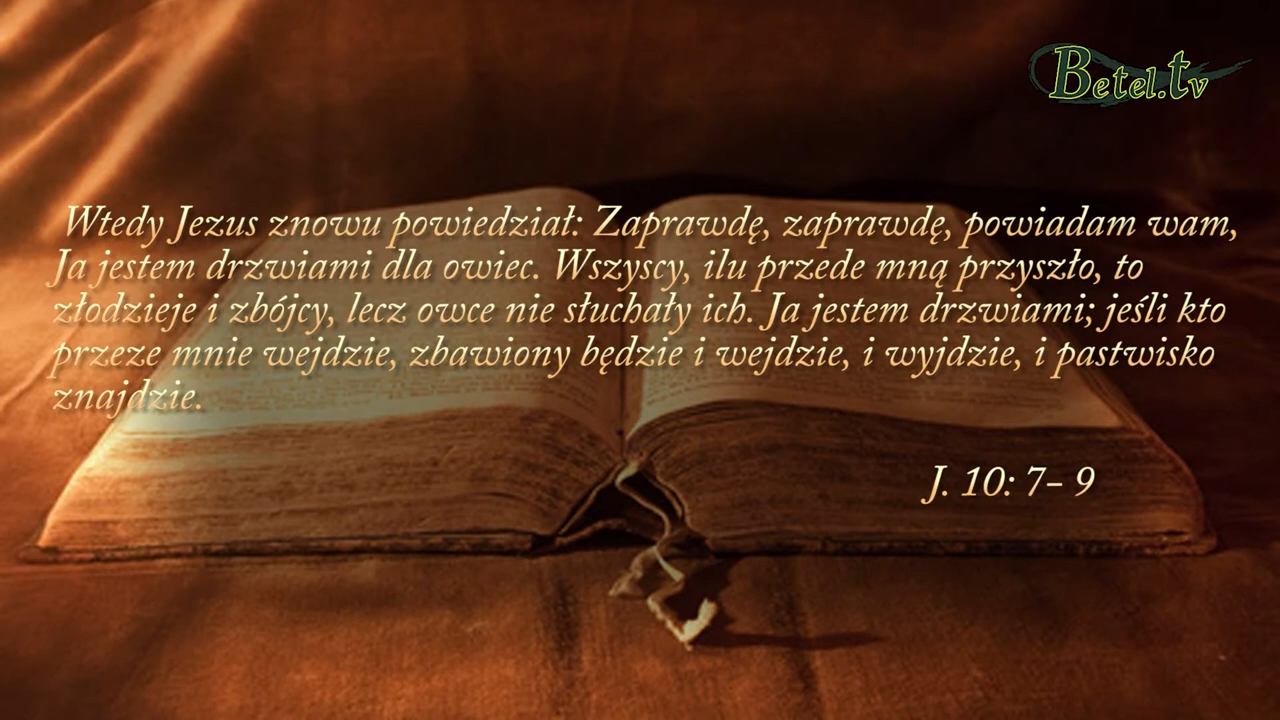 Betel.tv
Wtedy Jezus znowu powiedział: Zaprawdę, zaprawdę, powiadam wam,
Ja jestem drzwiami dla owiec. Wszyscy, ilu przede mną przyszło, to
złodzieje i zbójcy, lecz owce nie słuchały ich. Ja jestem drzwiami; jeśli kto
przeze mnie wejdzie, zbawiony będzie i wejdzie, i wyjdzie, i pastwisko
znajdzie.
J. 10: 7– 9